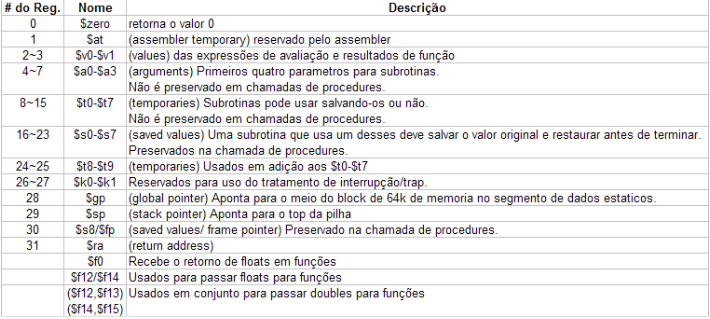 # do Reg. Nome Descrição
0 $zero retorna o valor 0
1 $at (assembler temporary) reservado pelo assembler
2~3 $v0-$v1 (values) das expressões de avaliação e resultados de função
4~7 $a0-$a3 (arguments) Primeiros quatro parametros para subrotinas.
Não é preservado em chamadas de procedures.
8~15 $t0-$t7 (temporaries) Subrotinas pode usar salvando-os ou não.
Não é preservado em chamadas de procedures.
16~23 $s0-$s7 (saved values) Uma subrotina que usa um desses deve salvar o valor original e restaurar antes de terminar.
Preservados na chamada de procedures.
24~25 $t8-$t9 (temporaries) Usados em adição aos $t0-$t7
26~27 $k0-$k1 Reservados para uso do tratamento de interrupção/trap.
28 $gp (global pointer) Aponta para o meio do block de 64k de memoria no segmento de dados estaticos.
29 $sp (stack pointer) Aponta para o top da pilha
30 $s8/$fp (saved values/ frame pointer) Preservado na chamada de procedures.
31 $ra (return address)
$f0 Recebe o retorno de floats em funções
$f12/$f14 Usados para passar floats para funções
($f12,$f13) Usados em conjunto para passar doubles para funções
($f14,$f15)